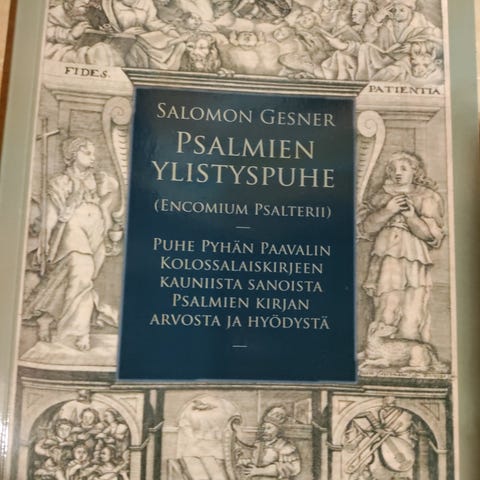 FIDES.
PATIENTIA
SALOMON GESNER
PSALMIEN
YLISTYSPUHE
(ENCOMIUM PSALTERII)
—
PUHE PYHÄN PAAVALIN
KOLOSSALAISKIRJEEN
KAUNIISTA SANOISTA
PSALMIEN KIRJAN
ARVOSTA JA HYÖDYSTÄ
—